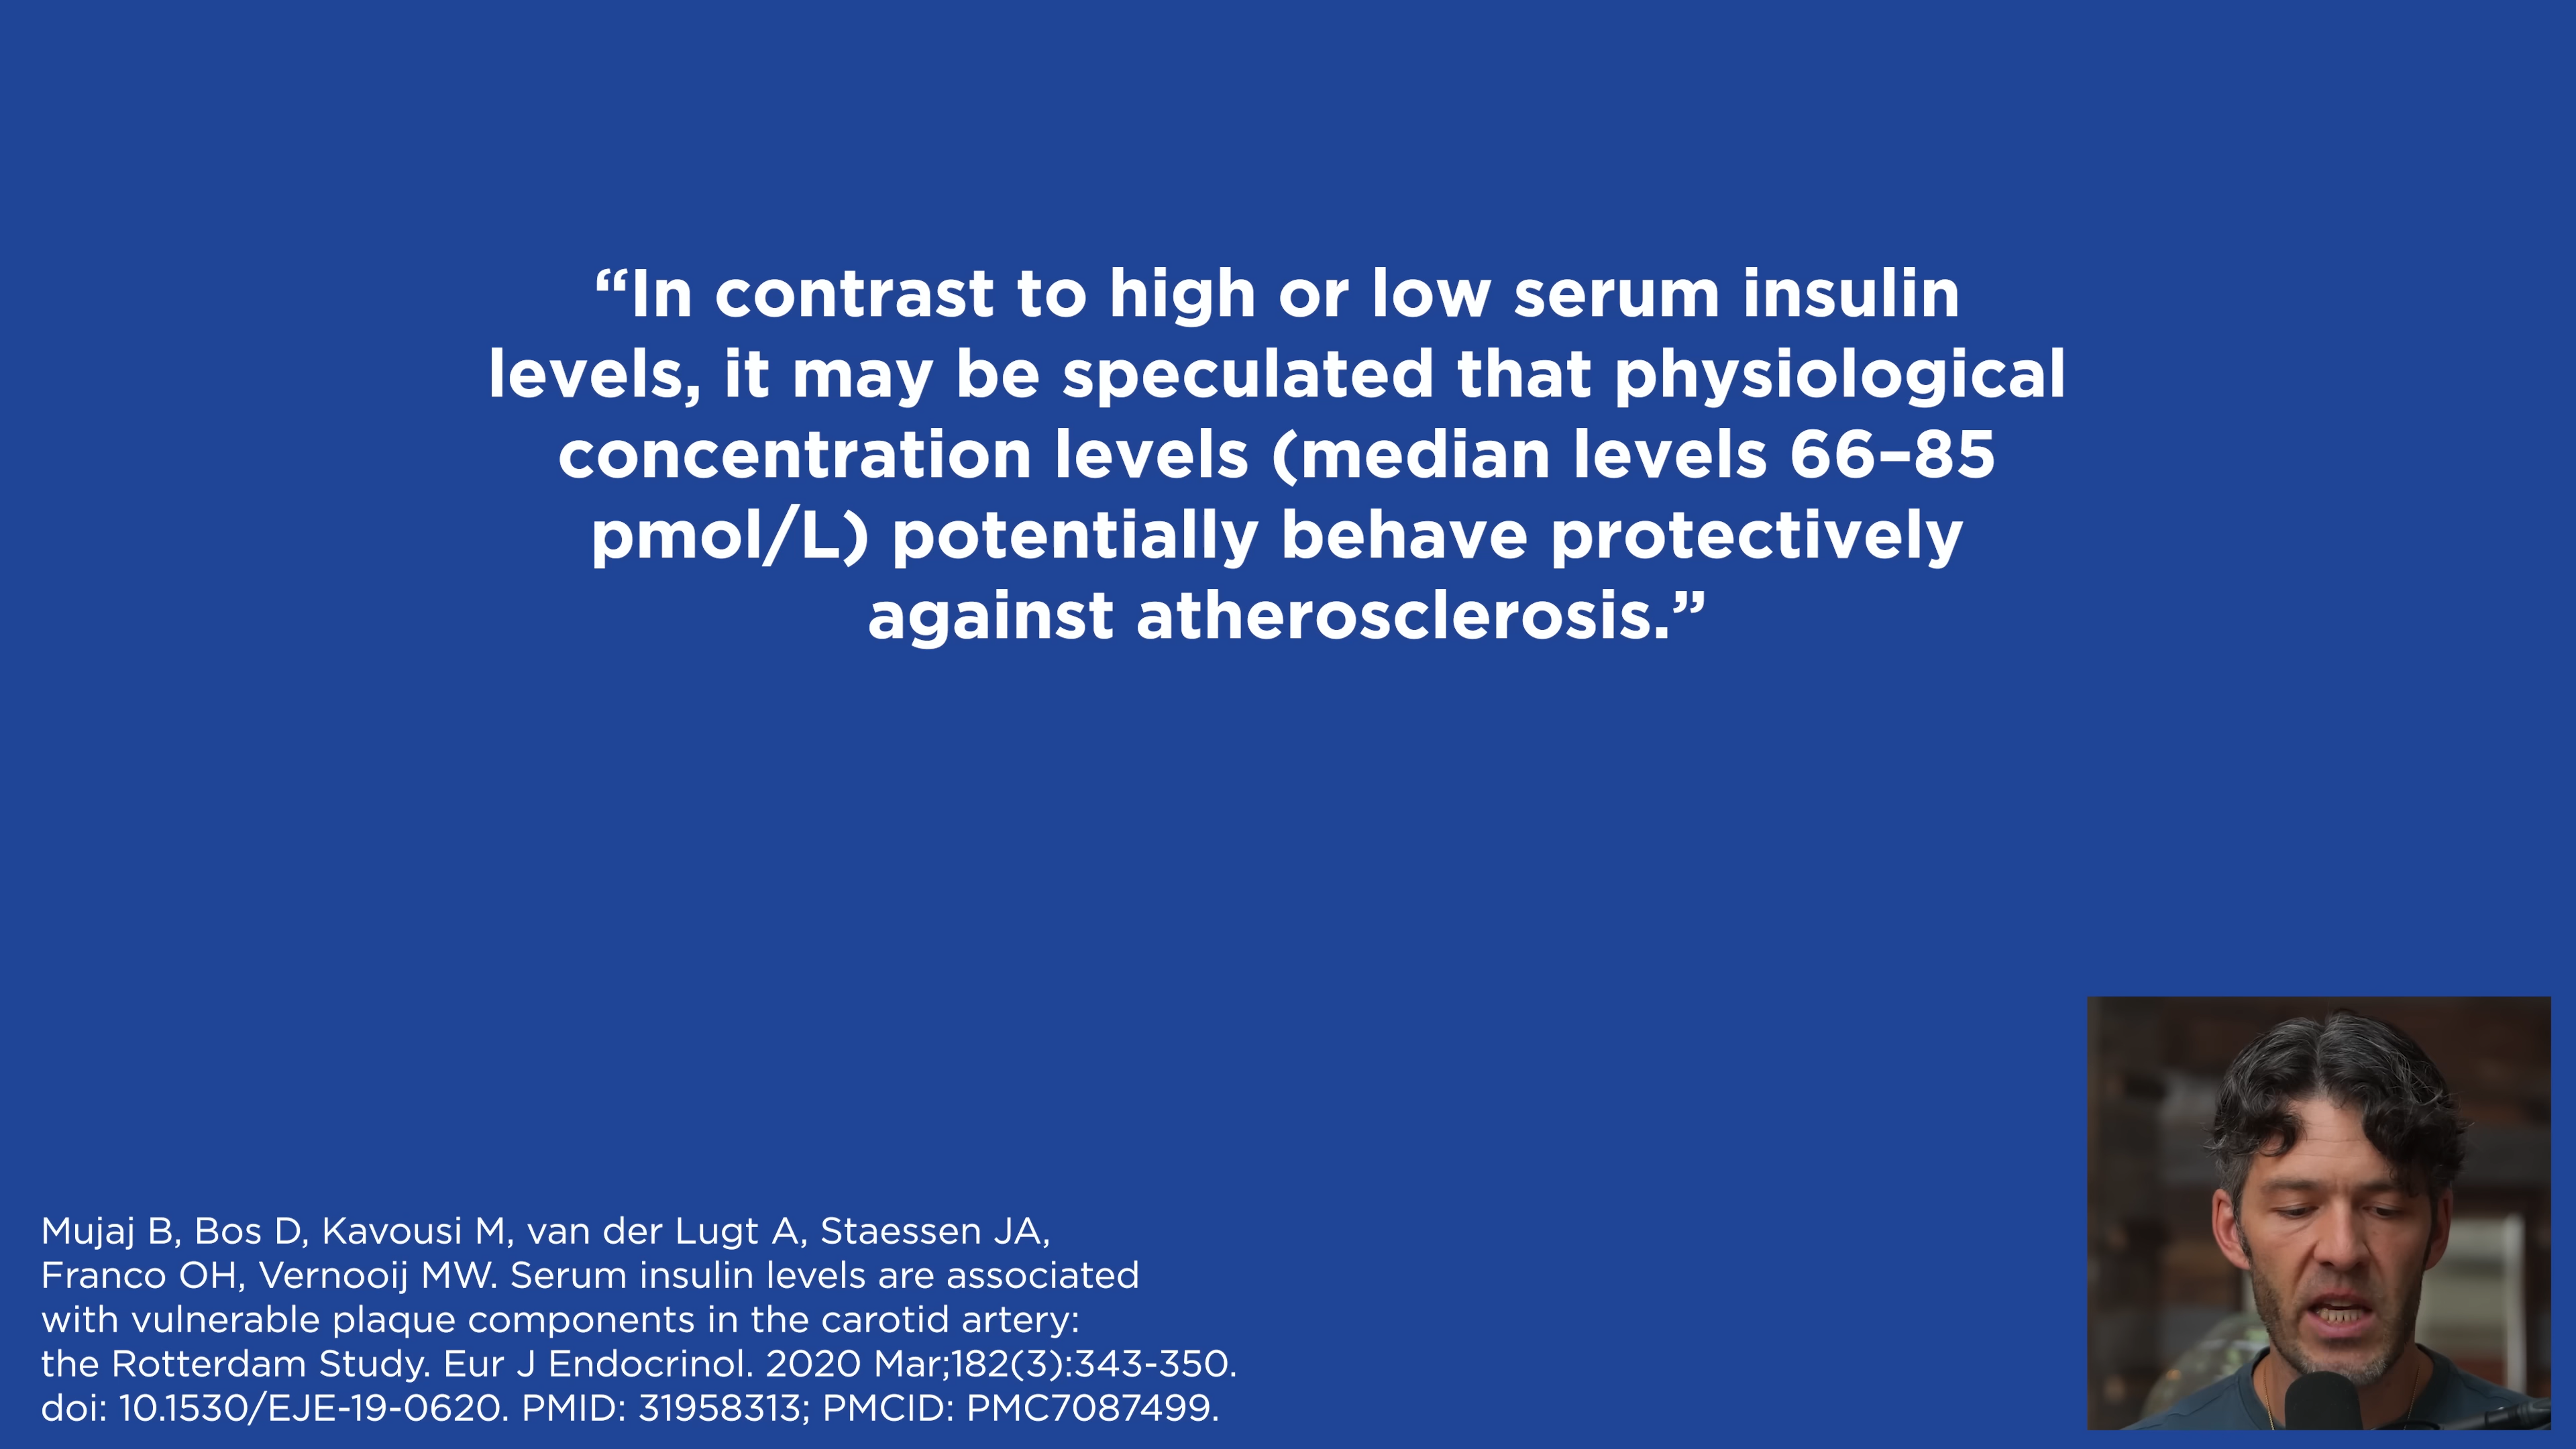 “In contrast to high or low serum insulin
levels, it may be speculated that physiological
concentration levels (median levels 66–85
pmol/L) potentially behave protectively
against atherosclerosis.”
Mujaj B, Bos D, Kavousi M, van der Lugt A, Staessen JA,
Franco OH, Vernooij MW. Serum insulin levels are associated
with vulnerable plaque components in the carotid artery:
the Rotterdam Study. Eur J Endocrinol. 2020 Mar;182(3):343-350.
doi: 10.1530/EJE-19-0620. PMID: 31958313; PMCID: PMC7087499.